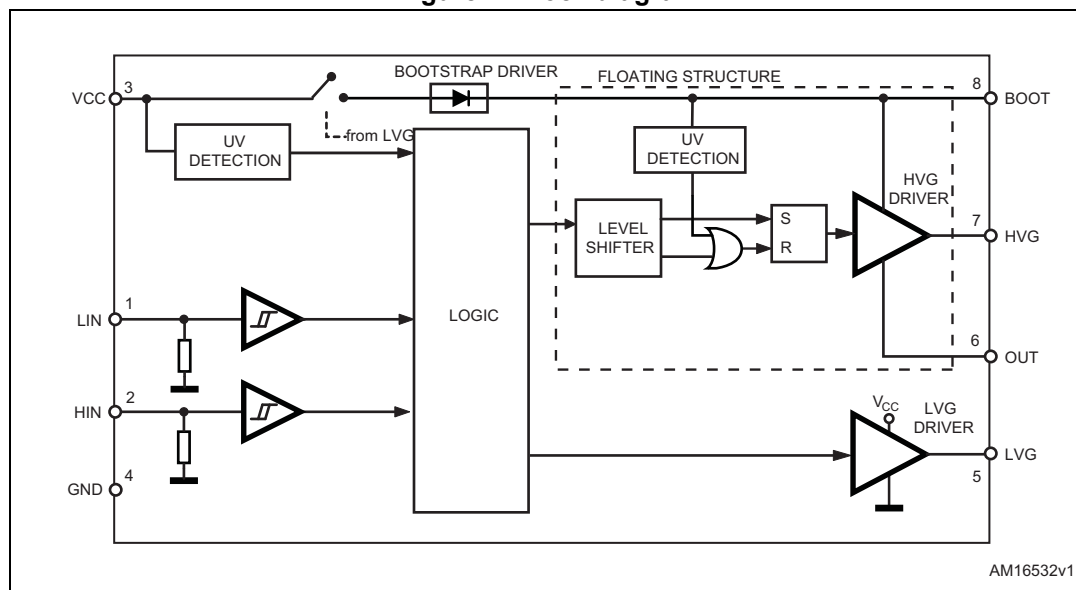 3
VCC
BOOTSTRAP DRIVER
FLOATING STRUCTURE
8
BOOT
from LVG
UV
DETECTION
UV
DETECTION
HVG
DRIVER
7
HVG
LEVEL
SHIFTER
S
R
LOGIC
1
LIN
6
OUT
2
HIN
VCC
LVG
DRIVER
LVG
5
4
GND
AM16532v1